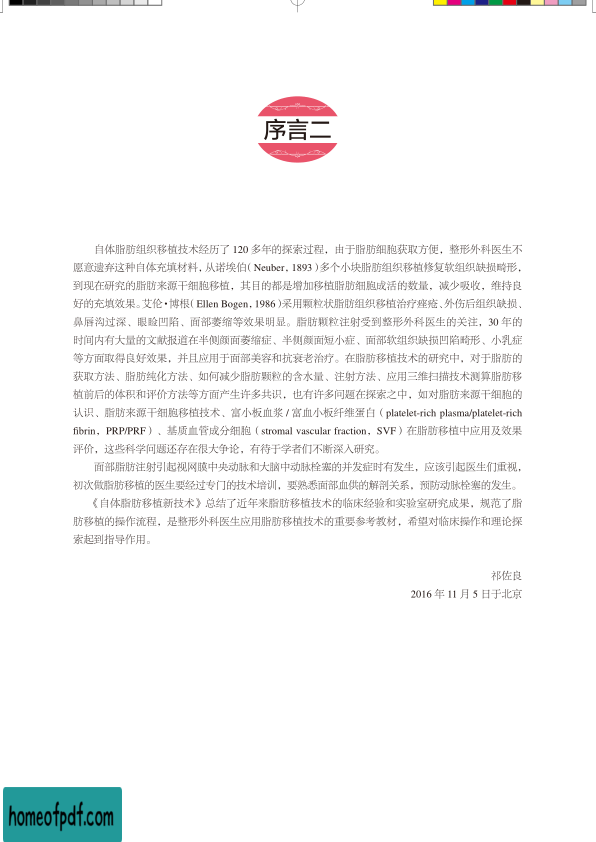 序言二
自体脂肪组织移植技术经历了 120 多年的探索过程，由于脂肪细胞获取方便，整形外科医生不
愿意遗弃这种自体充填材料，从诺埃伯（Neuber，1893）多个小块脂肪组织移植修复软组织缺损畸形，
到现在研究的脂肪来源干细胞移植，其目的都是增加移植脂肪细胞成活的数量，减少吸收，维持良
好的充填效果。艾伦·博根（Ellen Bogen，1986）采用颗粒状脂肪组织移植治疗痤疮、外伤后组织缺损、
鼻唇沟过深、眼睑凹陷、面部萎缩等效果明显。脂肪颗粒注射受到整形外科医生的关注，30 年的
时间内有大量的文献报道在半侧颜面萎缩症、半侧颜面短小症、面部软组织缺损凹陷畸形、小乳症
等方面取得良好效果，并且应用于面部美容和抗衰老治疗。在脂肪移植技术的研究中，对于脂肪的
获取方法、脂肪纯化方法、如何减少脂肪颗粒的含水量、注射方法、应用三维扫描技术测算脂肪移
植前后的体积和评价方法等方面产生许多共识，也有许多问题在探索之中，如对脂肪来源干细胞的
认识、脂肪来源干细胞移植技术、富小板血浆 / 富血小板纤维蛋白（platelet-rich plasma/platelet-rich
fibrin，PRP/PRF）、基质血管成分细胞（stromal vascular fraction，SVF）在脂肪移植中应用及效果
评价，这些科学问题还存在很大争论，有待于学者们不断深入研究。
面部脂肪注射引起视网膜中央动脉和大脑中动脉栓塞的并发症时有发生，应该引起医生们重视，
初次做脂肪移植的医生要经过专门的技术培训，要熟悉面部血供的解剖关系，预防动脉栓塞的发生。
《自体脂肪移植新技术》总结了近年来脂肪移植技术的临床经验和实验室研究成果，规范了脂
肪移植的操作流程，是整形外科医生应用脂肪移植技术的重要参考教材，希望对临床操作和理论探
索起到指导作用。
祁佐良
2016 年 11 月 5 日于北京
homeofpdf.com